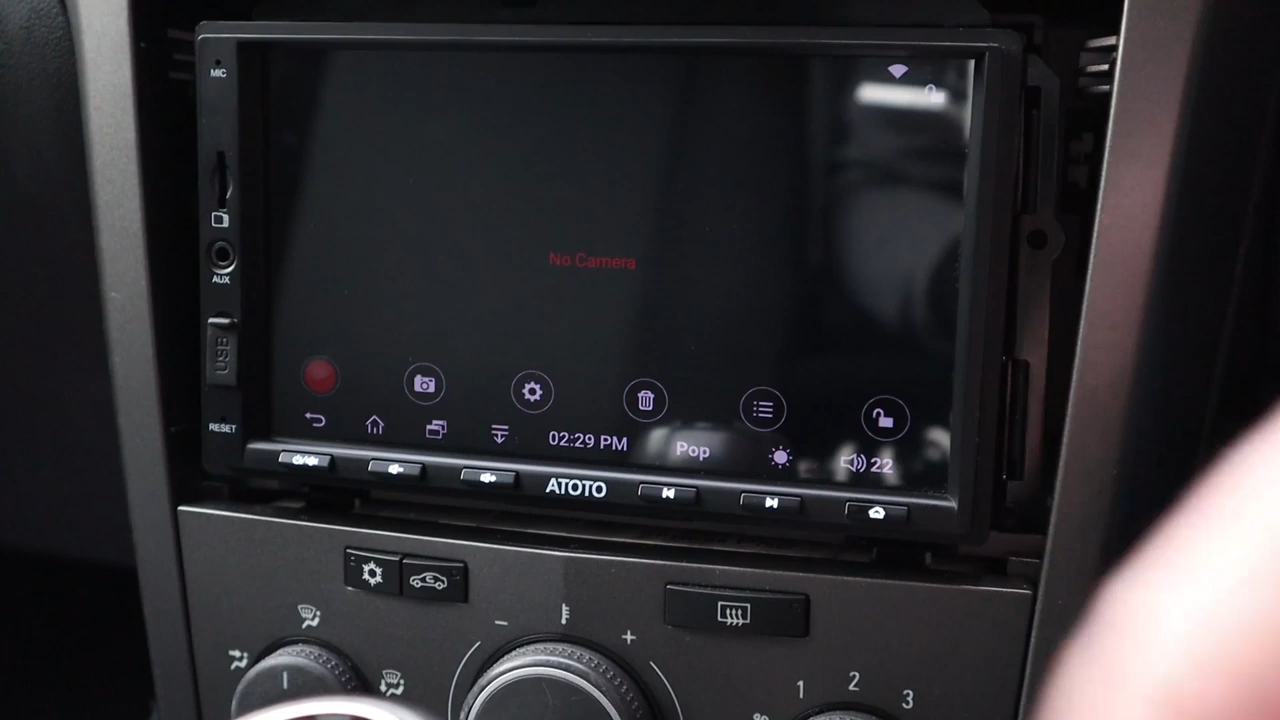 MIC
No Camera
AUX
USB
RESET
02:29 PM
Pop
22
ATOTO
1
2
3